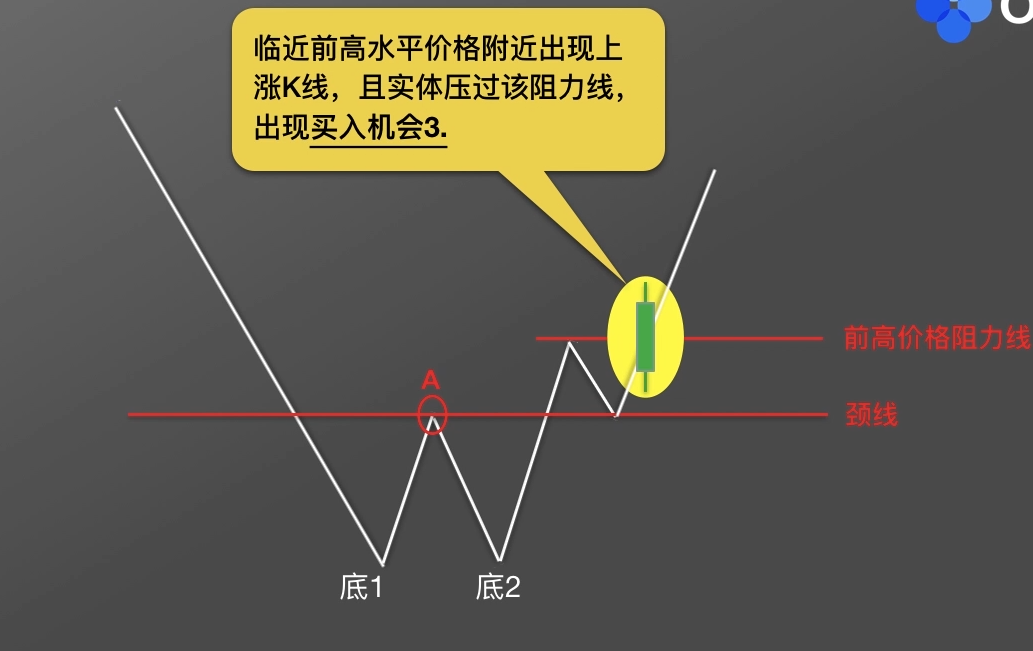 临近前高水平价格附近出现上
涨K线，且实体压过该阻力线，
出现买入机会3.
前高价格阻力线
A
颈线
底1
底2